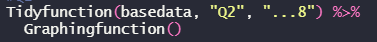 Tidyfunction(basedata, "Q2", "...8") %>%
Graphingfunction()